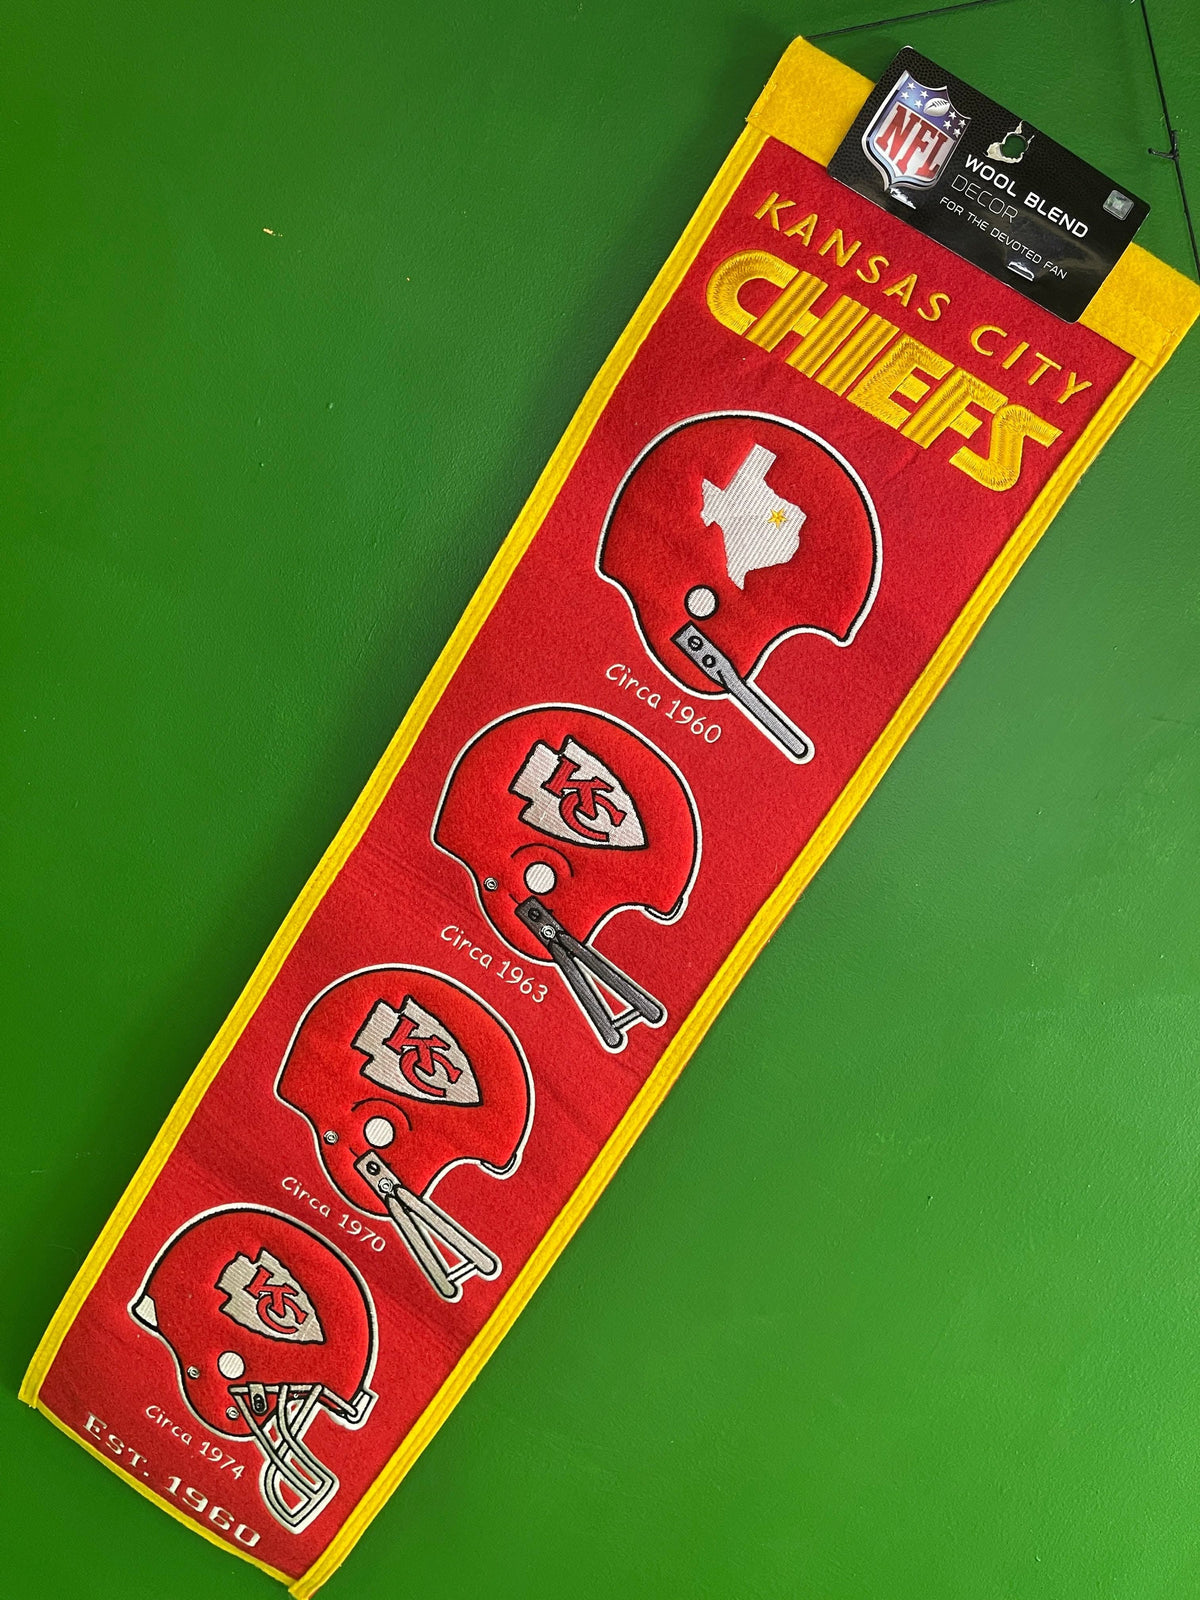 NFL
WOOL BLEND
DECOR
FOR THE DEVOTED FAN
KANSAS CITY
CHIEFS
Circa 1960
KC
Circa 1963
KC
Circa 1970
KC
Circa 1974
EST. 1960